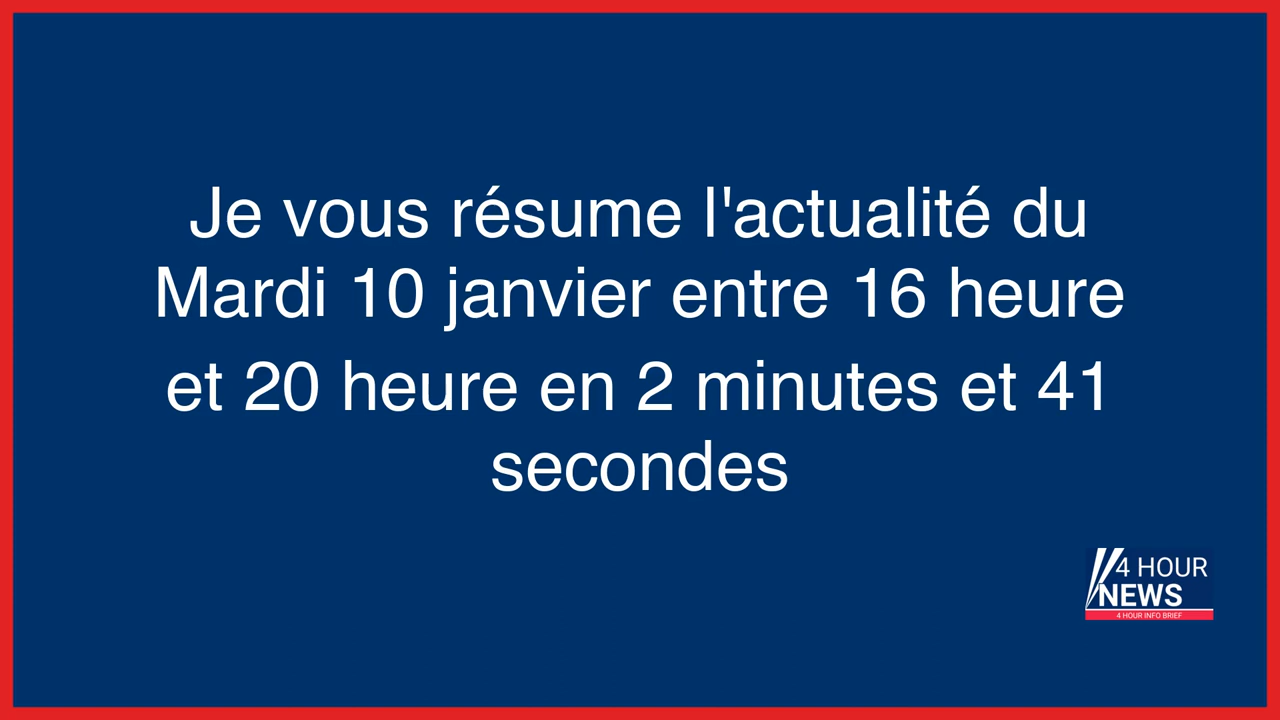 Je vous résume l'actualité du
Mardi 10 janvier entre 16 heure
et 20 heure en 2 minutes et 41
secondes
4 HOUR
NEWS
4 HOUR INFO BRIEF